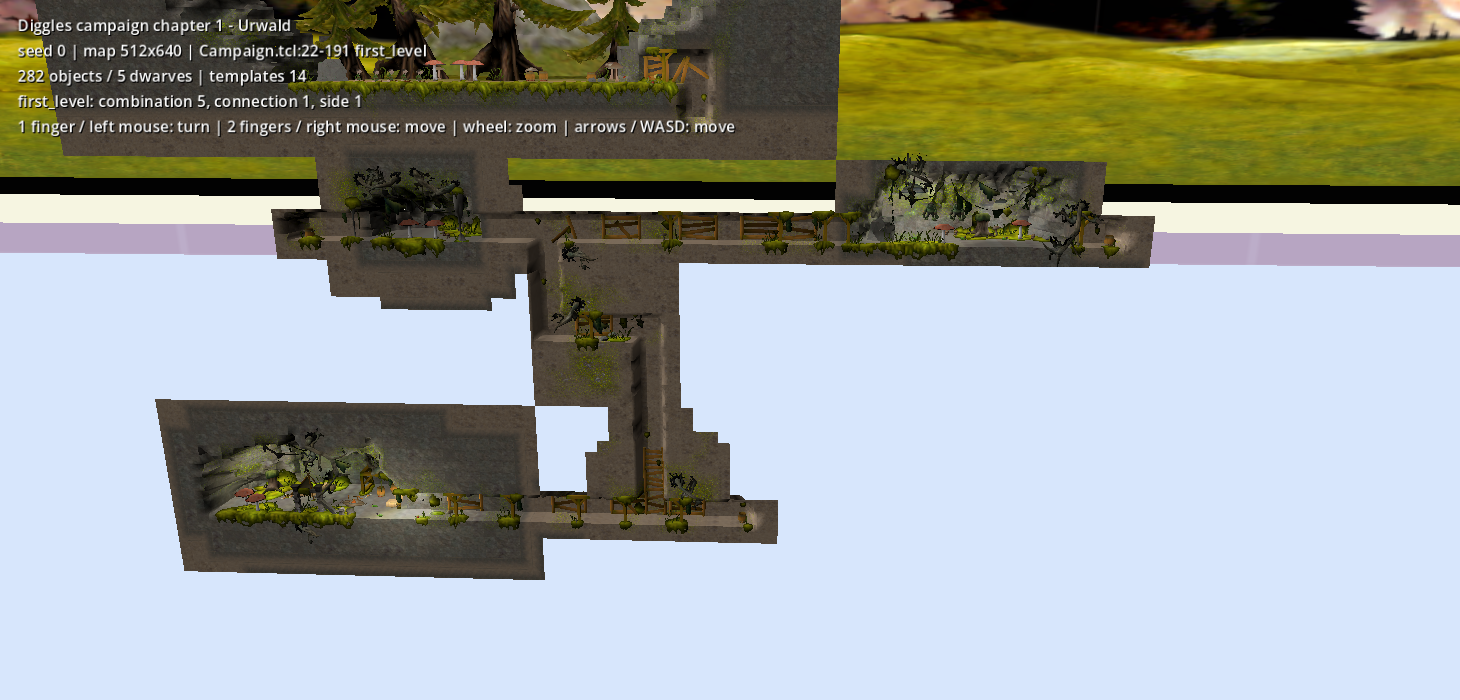 Diggles campaign chapter 1 - Urwald
seed 0 | map 512x640 | Campaign.tcl:22-191 first_level
282 objects / 5 dwarves | templates 14
first_level: combination 5, connection 1, side 1
1 finger / left mouse: turn | 2 fingers / right mouse: move | wheel: zoom | arrows / WASD: move